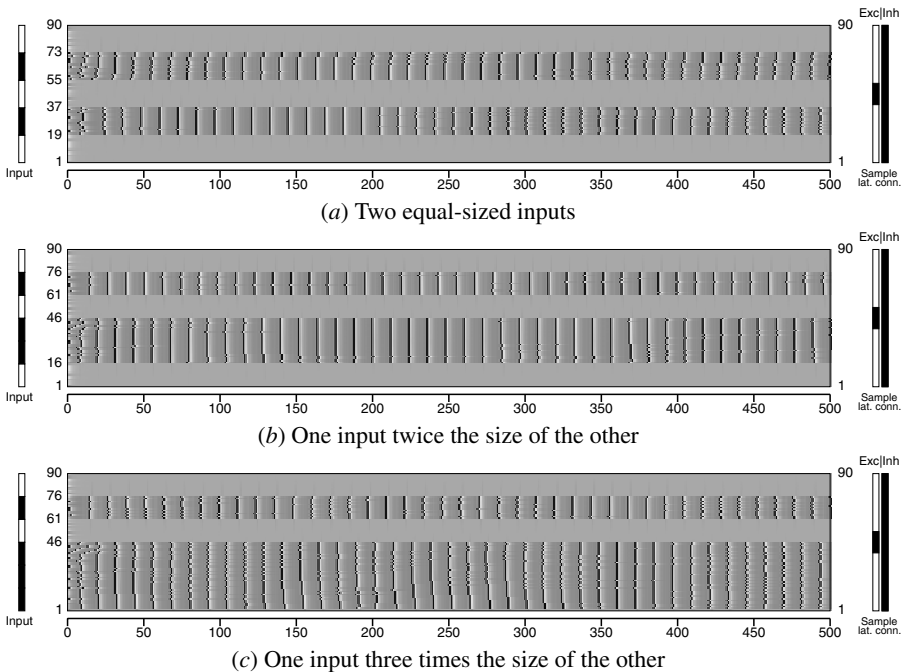 Exc|Inh
90
90
73
55
37
19
1
1
Input
Sample
lat. conn.
0 50 100 150 200 250 300 350 400 450 500
(a) Two equal-sized inputs
Exc|Inh
90
90
76
61
46
16
1
1
Input
Sample
lat. conn.
0 50 100 150 200 250 300 350 400 450 500
(b) One input twice the size of the other
Exc|Inh
90
90
76
61
46
1
1
Input
Sample
lat. conn.
0 50 100 150 200 250 300 350 400 450 500
(c) One input three times the size of the other